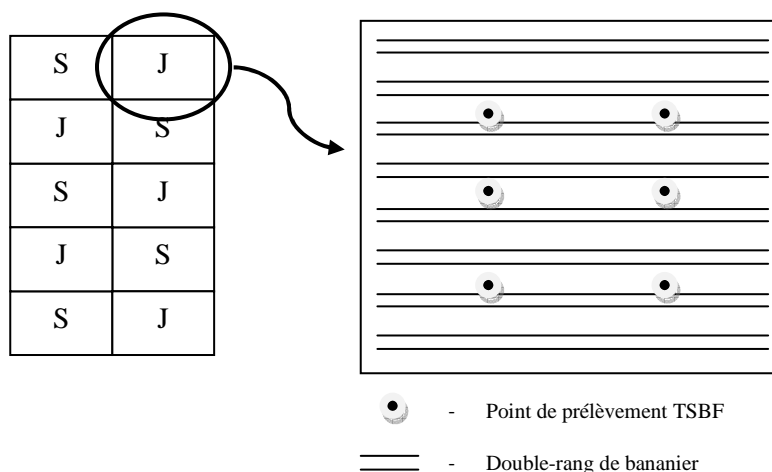 S J
J S
S J
J S
S J
- Point de prélèvement TSBF
- Double-rang de bananier